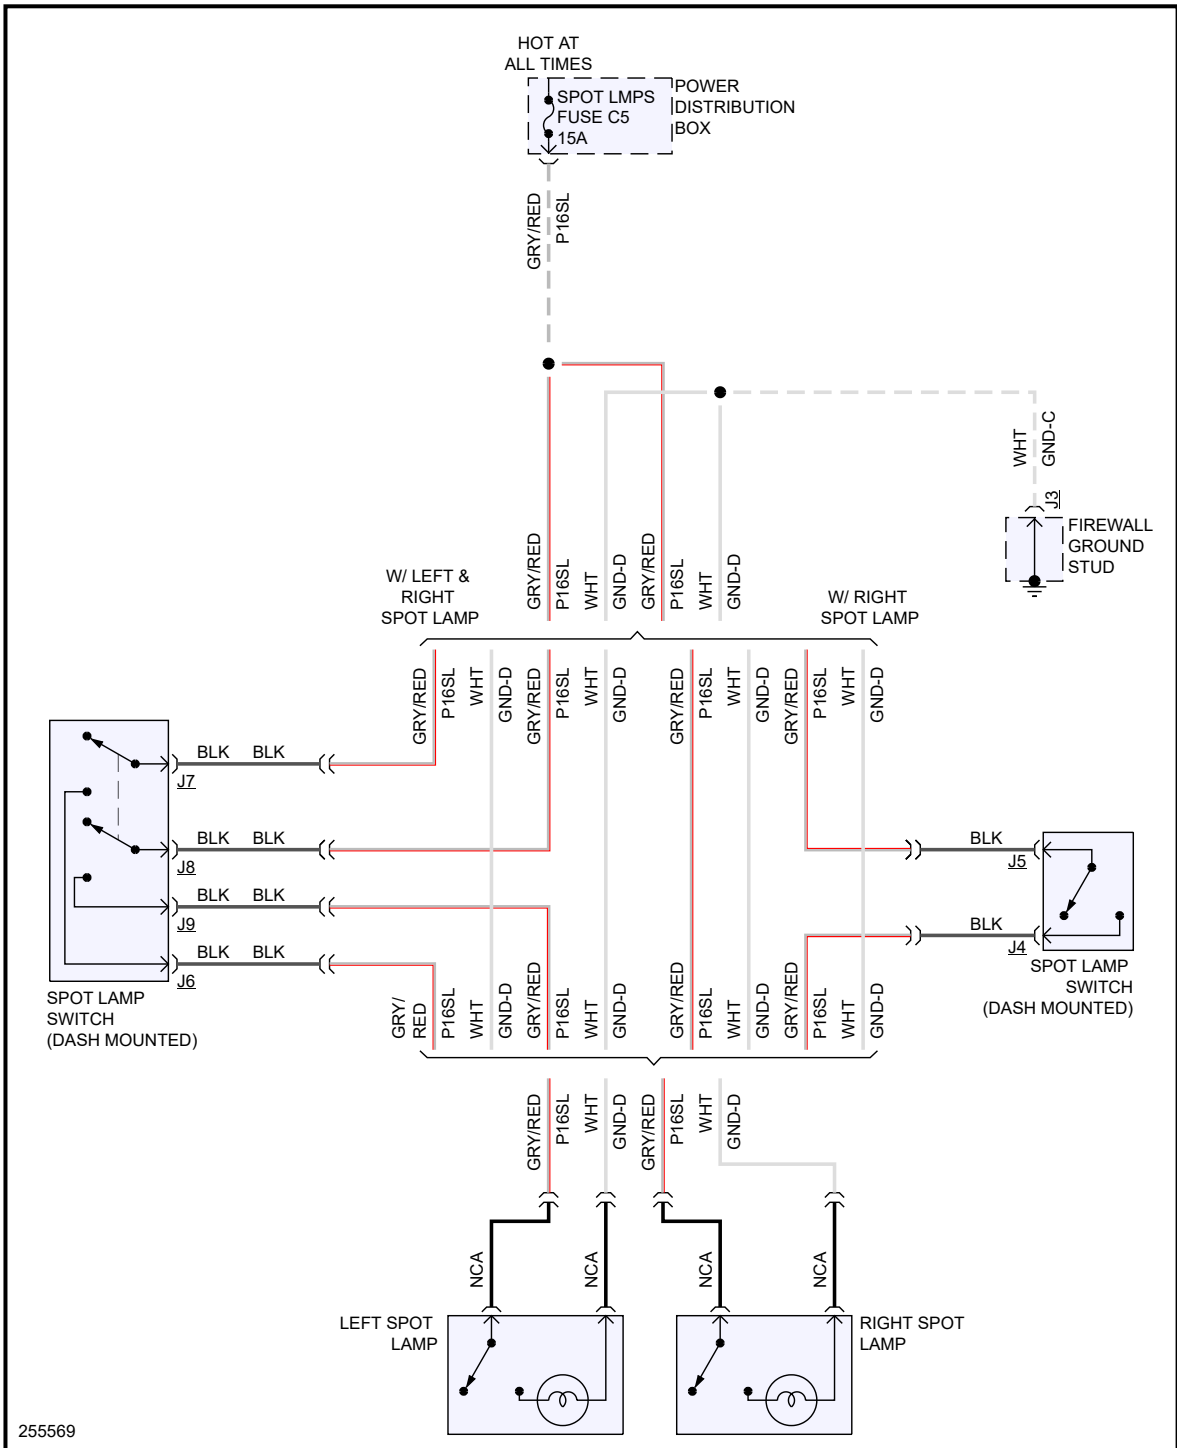 HOT AT
ALL TIMES
SPOT LMPS
FUSE C5
15A
POWER
DISTRIBUTION
BOX
GRY/RED
P16SL
WHT
GND-C
J3
FIREWALL
GROUND
STUD
GRY/RED
P16SL
WHT
GND-D
GRY/RED
P16SL
WHT
GND-D
W/ LEFT &
RIGHT
SPOT LAMP
W/ RIGHT
SPOT LAMP
GRY/RED
P16SL
WHT
GND-D
GRY/RED
P16SL
WHT
GND-D
GRY/RED
P16SL
WHT
GND-D
GRY/RED
P16SL
WHT
GND-D
BLK BLK
J7
BLK BLK
J8
BLK BLK
J9
BLK BLK
J6
SPOT LAMP
SWITCH
(DASH MOUNTED)
BLK
J5
BLK
J4
SPOT LAMP
SWITCH
(DASH MOUNTED)
GRY/
RED
P16SL
WHT
GND-D
GRY/RED
P16SL
WHT
GND-D
GRY/RED
P16SL
WHT
GND-D
GRY/RED
P16SL
WHT
GND-D
GRY/RED
P16SL
WHT
GND-D
GRY/RED
P16SL
WHT
GND-D
NCA
NCA
NCA
NCA
LEFT SPOT
LAMP
RIGHT SPOT
LAMP
255569